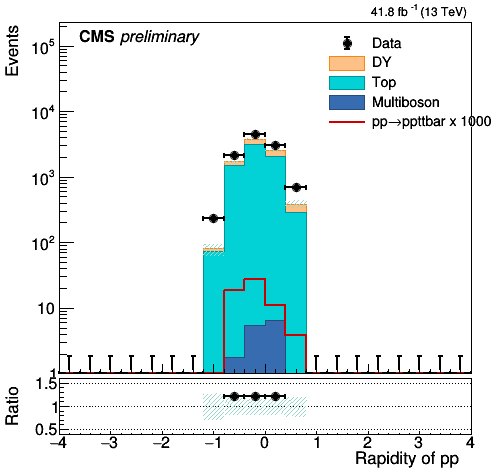 41.8 fb⁻¹ (13 TeV)
CMS preliminary
Events
Data
DY
Top
Multiboson
pp→ppttbar x 1000
10⁵
10⁴
10³
10²
10
1
Ratio
1.5
1
0.5
−4 −3 −2 −1 0 1 2 3 4
Rapidity of pp